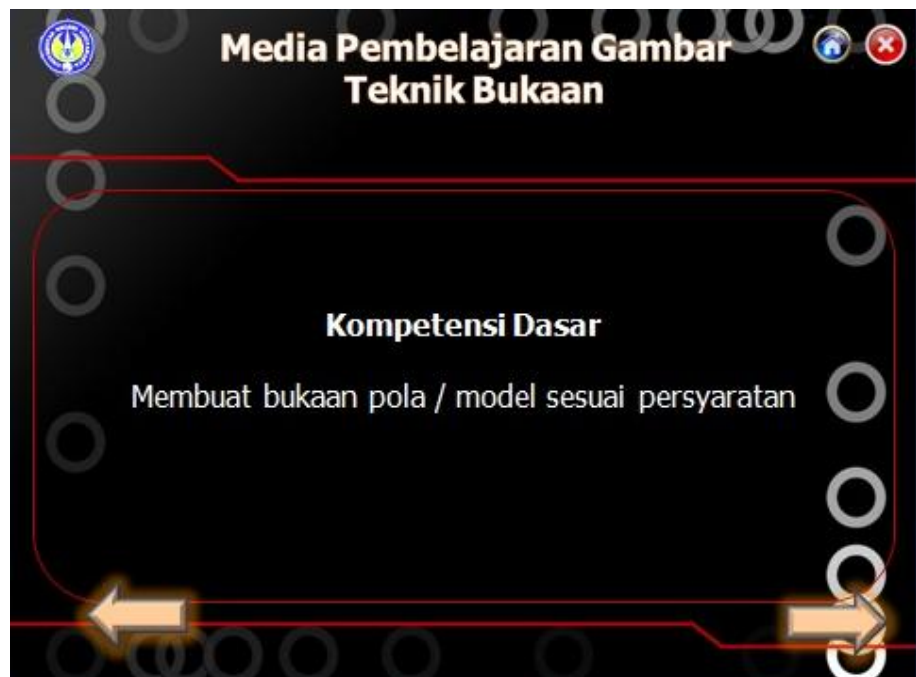 Media Pembelajaran Gambar
Teknik Bukaan
Kompetensi Dasar
Membuat bukaan pola / model sesuai persyaratan